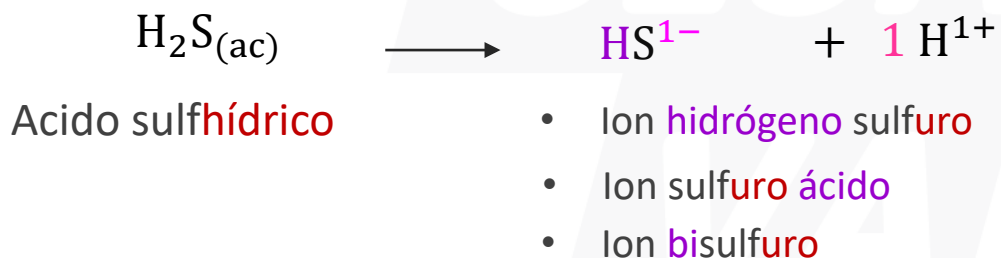 H₂S₍ac₎ ⟶ HS¹⁻ + 1 H¹⁺
Acido sulfhídrico
• Ion hidrógeno sulfuro
• Ion sulfuro ácido
• Ion bisulfuro